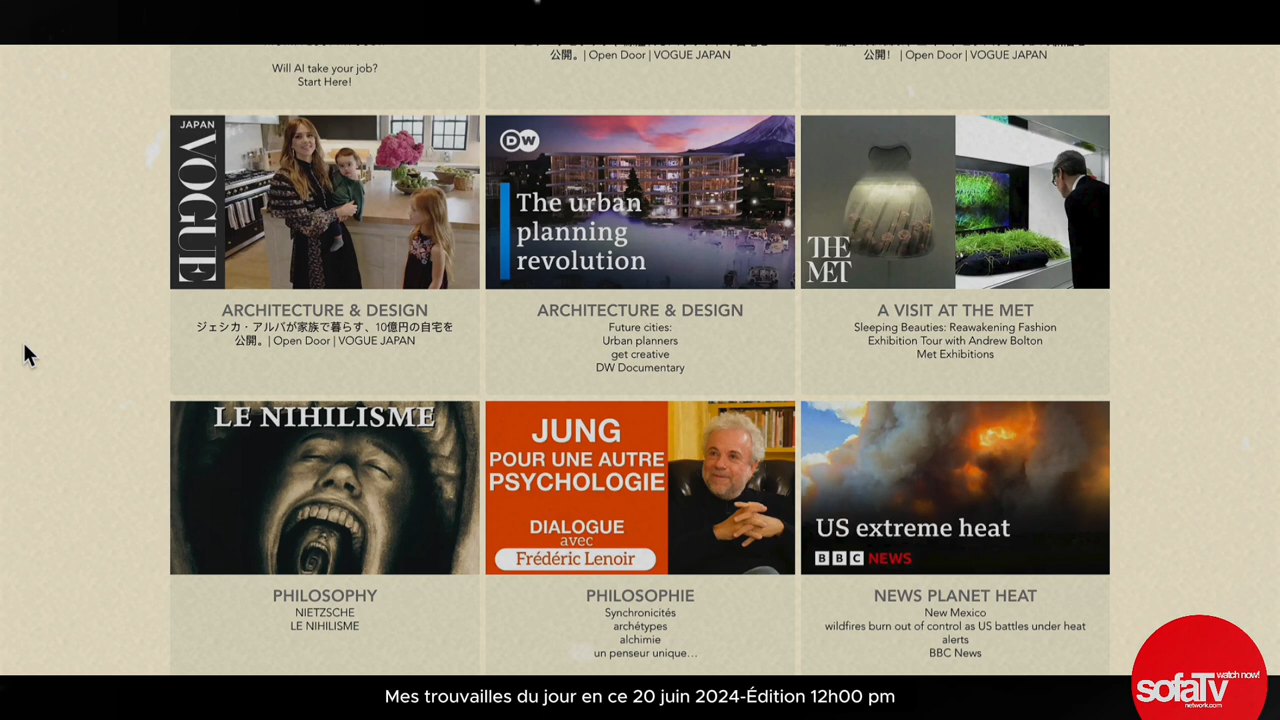 Will AI take your job?
Start Here!
公開。| Open Door | VOGUE JAPAN
公開！ | Open Door | VOGUE JAPAN
JAPAN
VOGUE
DW
The urban
planning
revolution
THE
MET
ARCHITECTURE & DESIGN
ジェシカ・アルバが家族で暮らす、10億円の自宅を
公開。| Open Door | VOGUE JAPAN
ARCHITECTURE & DESIGN
Future cities:
Urban planners
get creative
DW Documentary
A VISIT AT THE MET
Sleeping Beauties: Reawakening Fashion
Exhibition Tour with Andrew Bolton
Met Exhibitions
LE NIHILISME
JUNG
POUR UNE AUTRE
PSYCHOLOGIE
DIALOGUE
avec
Frédéric Lenoir
US extreme heat
BBC NEWS
PHILOSOPHY
NIETZSCHE
LE NIHILISME
PHILOSOPHIE
Synchronicités
archétypes
alchimie
un penseur unique…
NEWS PLANET HEAT
New Mexico
wildfires burn out of control as US battles under heat
alerts
BBC News
Mes trouvailles du jour en ce 20 juin 2024-Édition 12h00 pm
watch now!
sofaTv
network.com